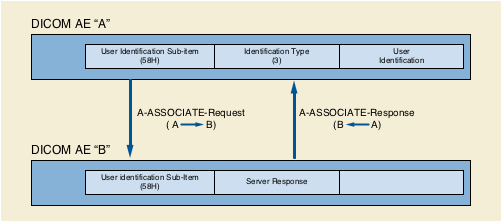 DICOM AE “A”
User Identification Sub-item
(58H)
Identification Type
(3)
User
Identification
A-ASSOCIATE-Request
( A B)
A-ASSOCIATE-Response
(B A)
DICOM AE “B”
User identification Sub-Item
(58H)
Server Response